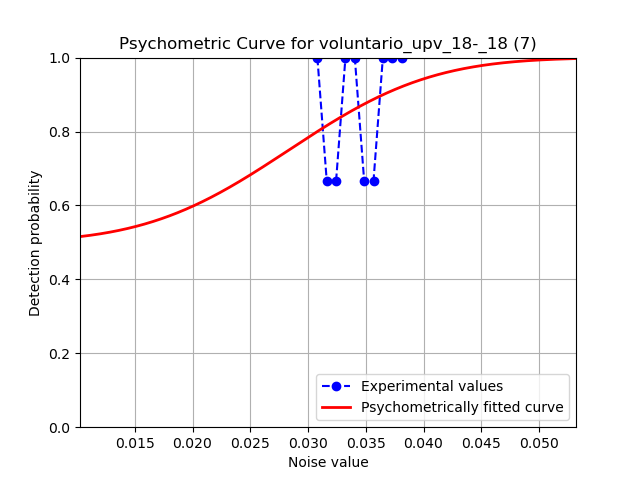 Psychometric Curve for voluntario_upv_18-_18 (7)
1.0
0.8
0.6
0.4
0.2
0.0
Detection probability
0.015 0.020 0.025 0.030 0.035 0.040 0.045 0.050
Noise value
Experimental values
Psychometrically fitted curve